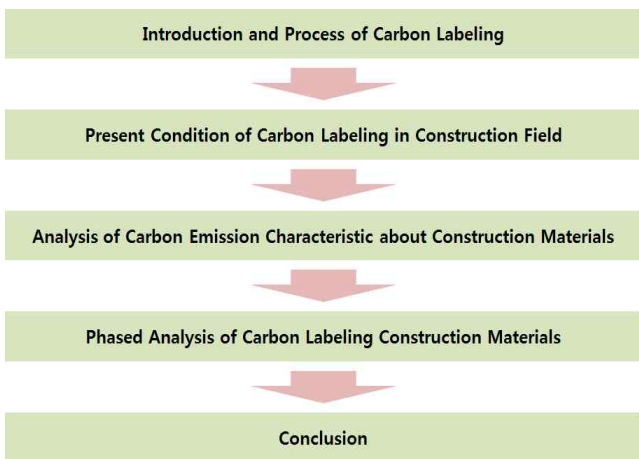 Introduction and Process of Carbon Labeling
Present Condition of Carbon Labeling in Construction Field
Analysis of Carbon Emission Characteristic about Construction Materials
Phased Analysis of Carbon Labeling Construction Materials
Conclusion